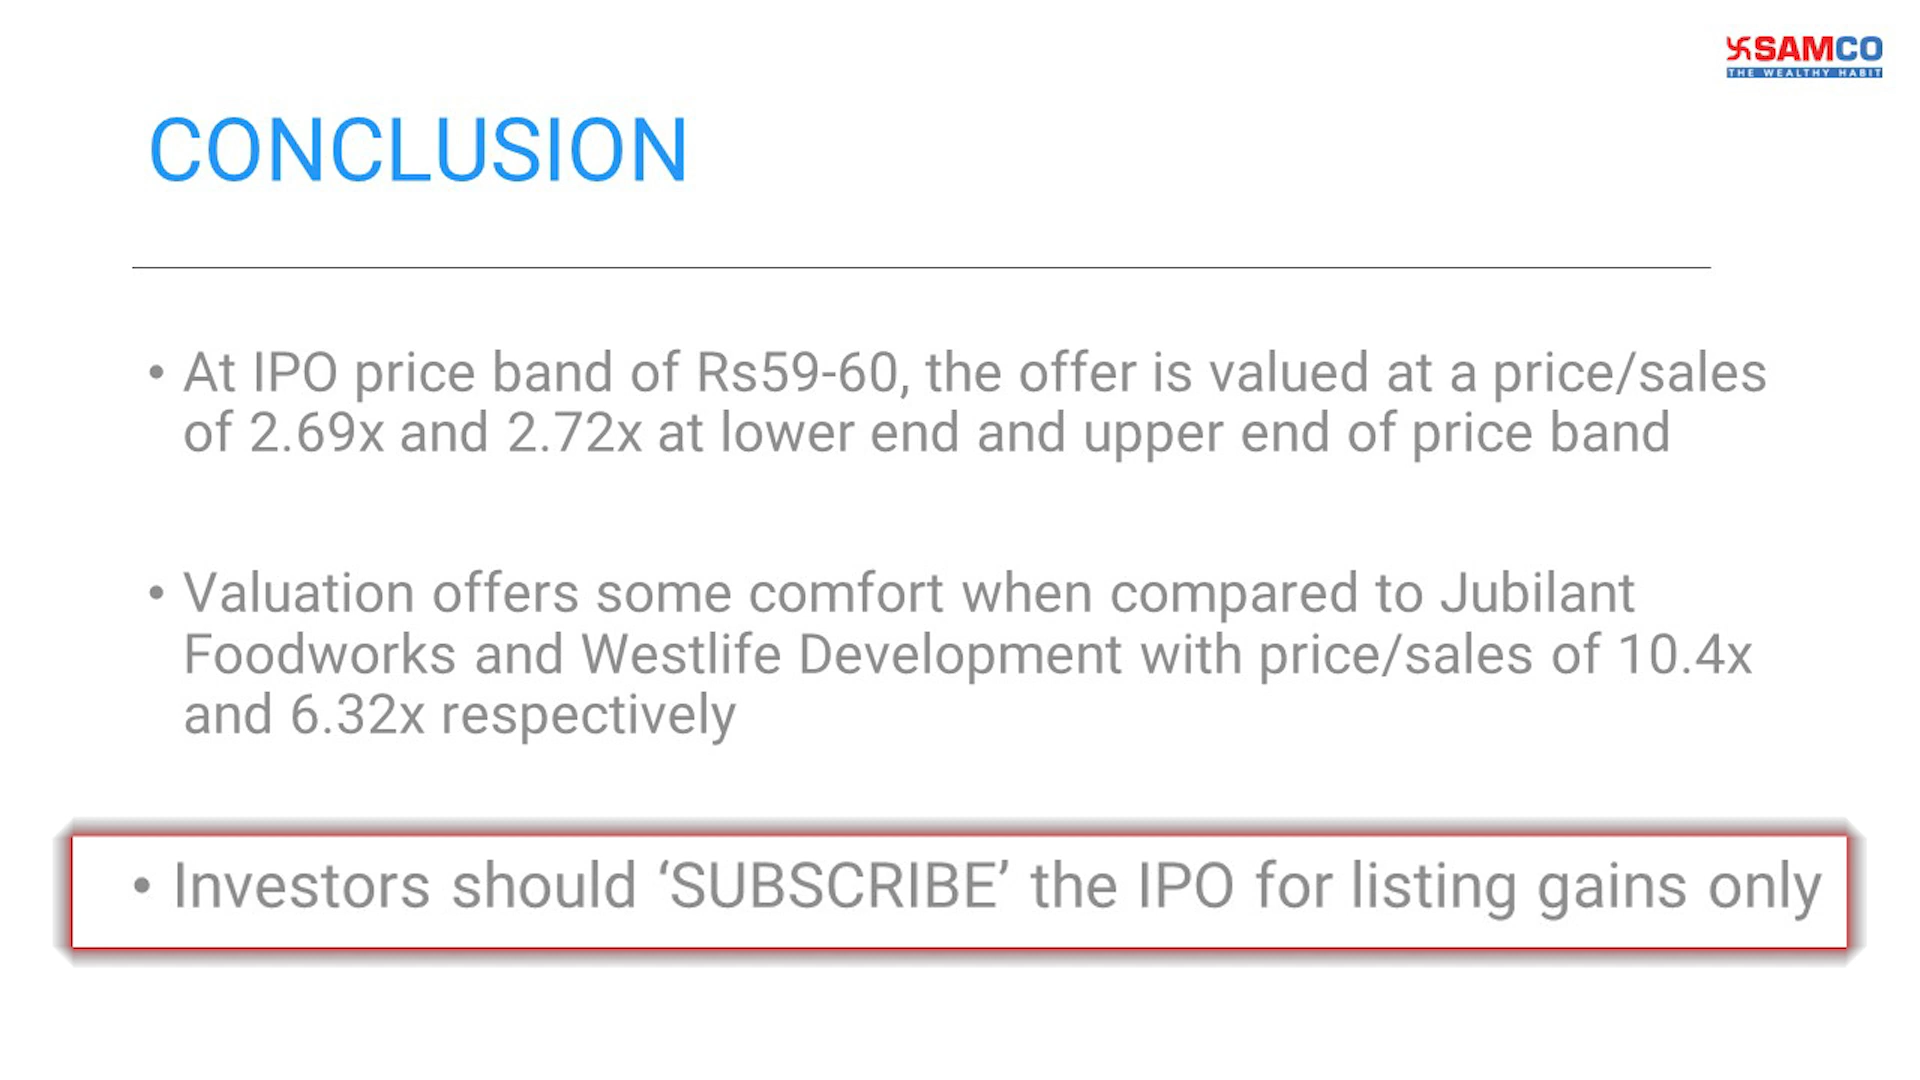 SAMCO
THE WEALTHY HABIT
CONCLUSION
• At IPO price band of Rs59-60, the offer is valued at a price/sales
of 2.69x and 2.72x at lower end and upper end of price band
• Valuation offers some comfort when compared to Jubilant
Foodworks and Westlife Development with price/sales of 10.4x
and 6.32x respectively
• Investors should ‘SUBSCRIBE’ the IPO for listing gains only